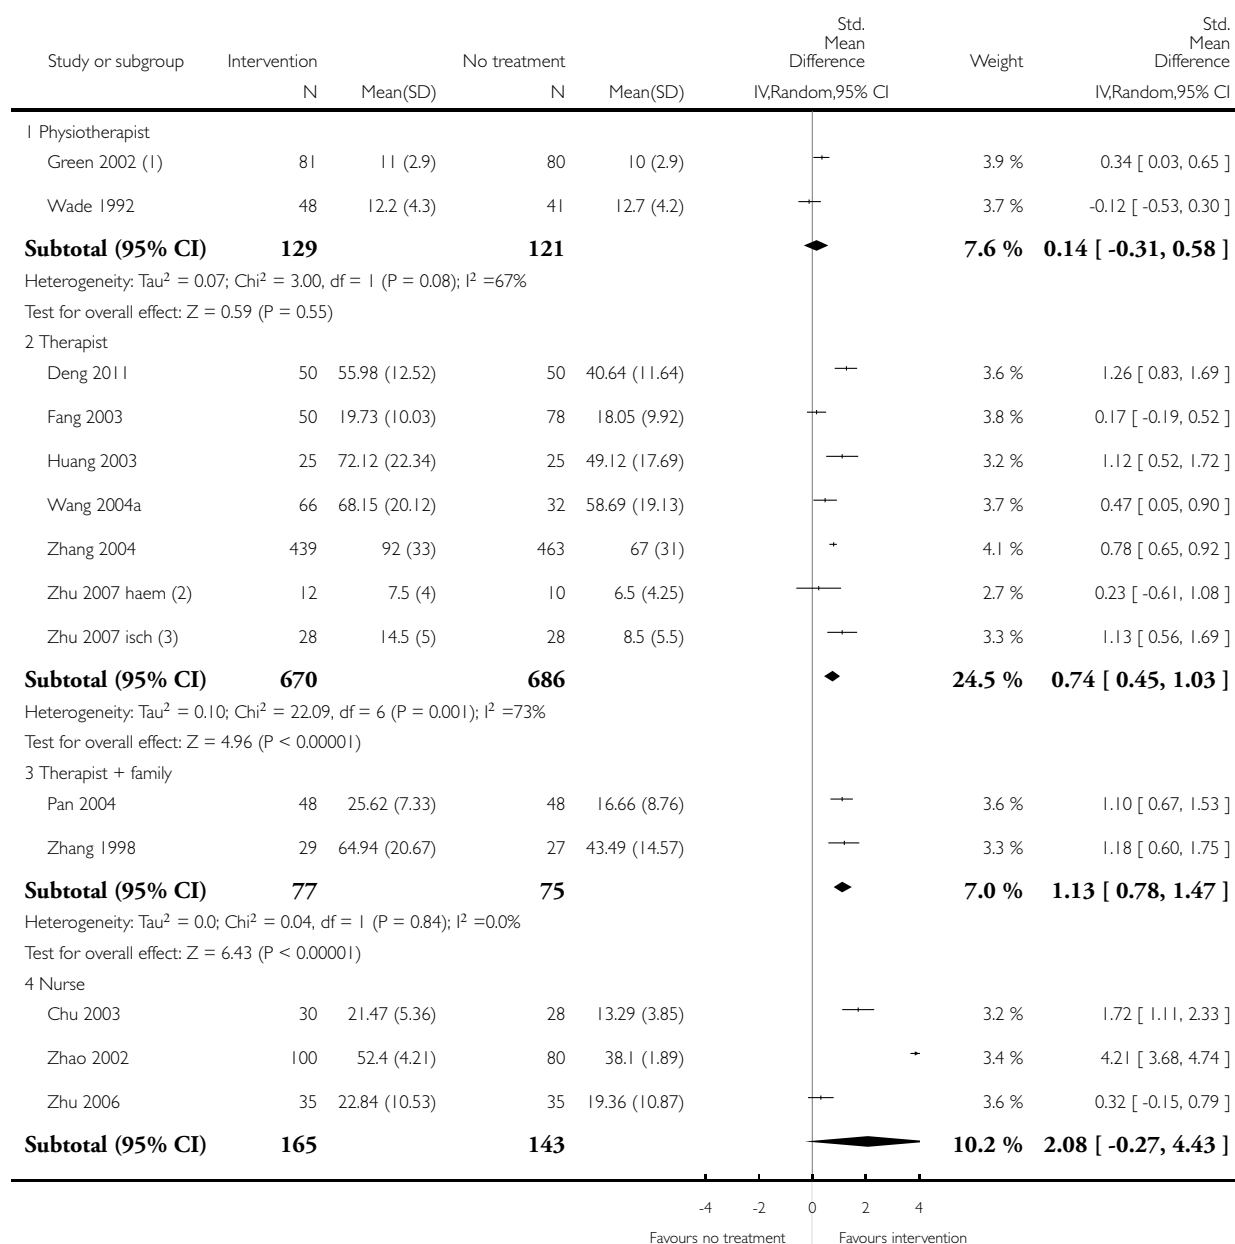 Study or subgroup Intervention No treatment Std. Mean Difference Weight Std. Mean Difference
N Mean(SD) N Mean(SD) IV,Random,95% CI IV,Random,95% CI
1 Physiotherapist
Green 2002 (1) 81 11 (2.9) 80 10 (2.9) 3.9 % 0.34 [ 0.03, 0.65 ]
Wade 1992 48 12.2 (4.3) 41 12.7 (4.2) 3.7 % -0.12 [ -0.53, 0.30 ]
Subtotal (95% CI) 129 121 7.6 % 0.14 [ -0.31, 0.58 ]
Heterogeneity: Tau² = 0.07; Chi² = 3.00, df = 1 (P = 0.08); I² =67%
Test for overall effect: Z = 0.59 (P = 0.55)
2 Therapist
Deng 2011 50 55.98 (12.52) 50 40.64 (11.64) 3.6 % 1.26 [ 0.83, 1.69 ]
Fang 2003 50 19.73 (10.03) 78 18.05 (9.92) 3.8 % 0.17 [ -0.19, 0.52 ]
Huang 2003 25 72.12 (22.34) 25 49.12 (17.69) 3.2 % 1.12 [ 0.52, 1.72 ]
Wang 2004a 66 68.15 (20.12) 32 58.69 (19.13) 3.7 % 0.47 [ 0.05, 0.90 ]
Zhang 2004 439 92 (33) 463 67 (31) 4.1 % 0.78 [ 0.65, 0.92 ]
Zhu 2007 haem (2) 12 7.5 (4) 10 6.5 (4.25) 2.7 % 0.23 [ -0.61, 1.08 ]
Zhu 2007 isch (3) 28 14.5 (5) 28 8.5 (5.5) 3.3 % 1.13 [ 0.56, 1.69 ]
Subtotal (95% CI) 670 686 24.5 % 0.74 [ 0.45, 1.03 ]
Heterogeneity: Tau² = 0.10; Chi² = 22.09, df = 6 (P = 0.001); I² =73%
Test for overall effect: Z = 4.96 (P < 0.00001)
3 Therapist + family
Pan 2004 48 25.62 (7.33) 48 16.66 (8.76) 3.6 % 1.10 [ 0.67, 1.53 ]
Zhang 1998 29 64.94 (20.67) 27 43.49 (14.57) 3.3 % 1.18 [ 0.60, 1.75 ]
Subtotal (95% CI) 77 75 7.0 % 1.13 [ 0.78, 1.47 ]
Heterogeneity: Tau² = 0.0; Chi² = 0.04, df = 1 (P = 0.84); I² =0.0%
Test for overall effect: Z = 6.43 (P < 0.00001)
4 Nurse
Chu 2003 30 21.47 (5.36) 28 13.29 (3.85) 3.2 % 1.72 [ 1.11, 2.33 ]
Zhao 2002 100 52.4 (4.21) 80 38.1 (1.89) 3.4 % 4.21 [ 3.68, 4.74 ]
Zhu 2006 35 22.84 (10.53) 35 19.36 (10.87) 3.6 % 0.32 [ -0.15, 0.79 ]
Subtotal (95% CI) 165 143 10.2 % 2.08 [ -0.27, 4.43 ]
-4 -2 0 2 4
Favours no treatment Favours intervention